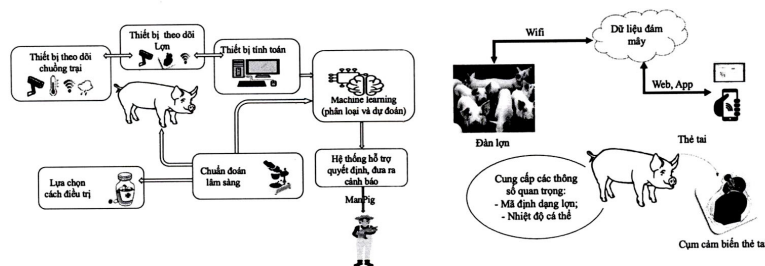 Thiết bị theo dõi
chuồng trại
Thiết bị theo dõi
Lợn
Thiết bị tính toán
Machine learning
(phân loại và dự đoán)
Lựa chọn
cách điều trị
Chuẩn đoán
lâm sàng
Hệ thống hỗ trợ
quyết định, đưa ra
cảnh báo
ManPig
Wifi
Dữ liệu đám
mây
Web, App
Đàn lợn
Thẻ tai
Cung cấp các thông
số quan trọng:
- Mã định dạng lợn;
- Nhiệt độ cá thể
Cụm cảm biến thẻ ta